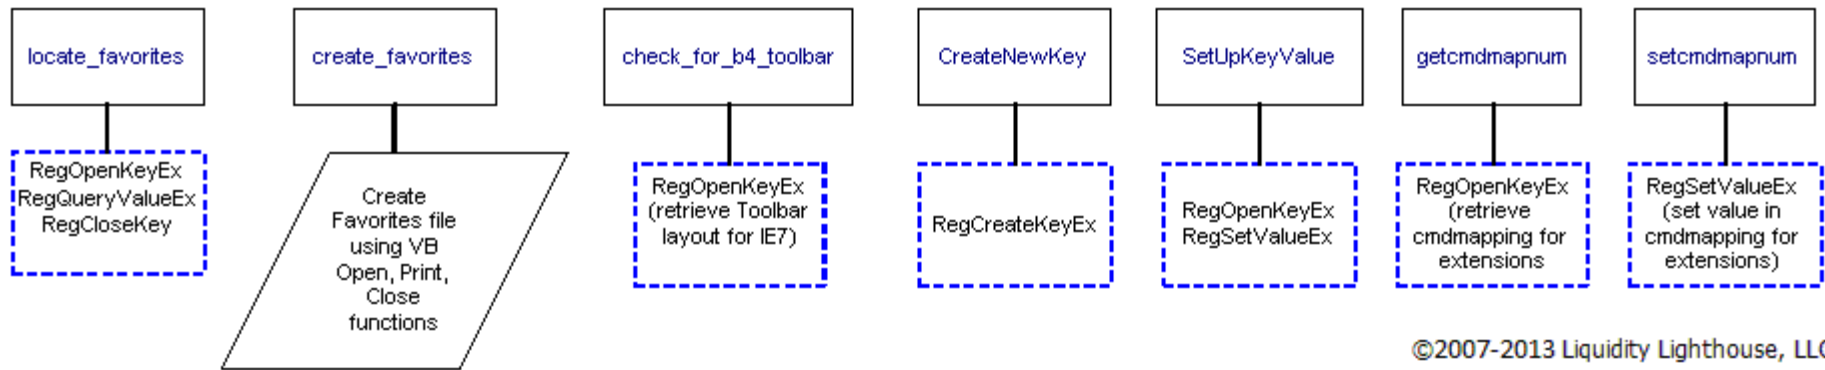 locate_favorites
create_favorites
check_for_b4_toolbar
CreateNewKey
SetUpKeyValue
getcmdmapnum
setcmdmapnum
RegOpenKeyEx
RegQueryValueEx
RegCloseKey
Create
Favorites file
using VB
Open, Print,
Close
functions
RegOpenKeyEx
(retrieve Toolbar
layout for IE7)
RegCreateKeyEx
RegOpenKeyEx
RegSetValueEx
RegOpenKeyEx
(retrieve
cmdmapping for
extensions
RegSetValueEx
(set value in
cmdmapping for
extensions)
©2007-2013 Liquidity Lighthouse, LLC